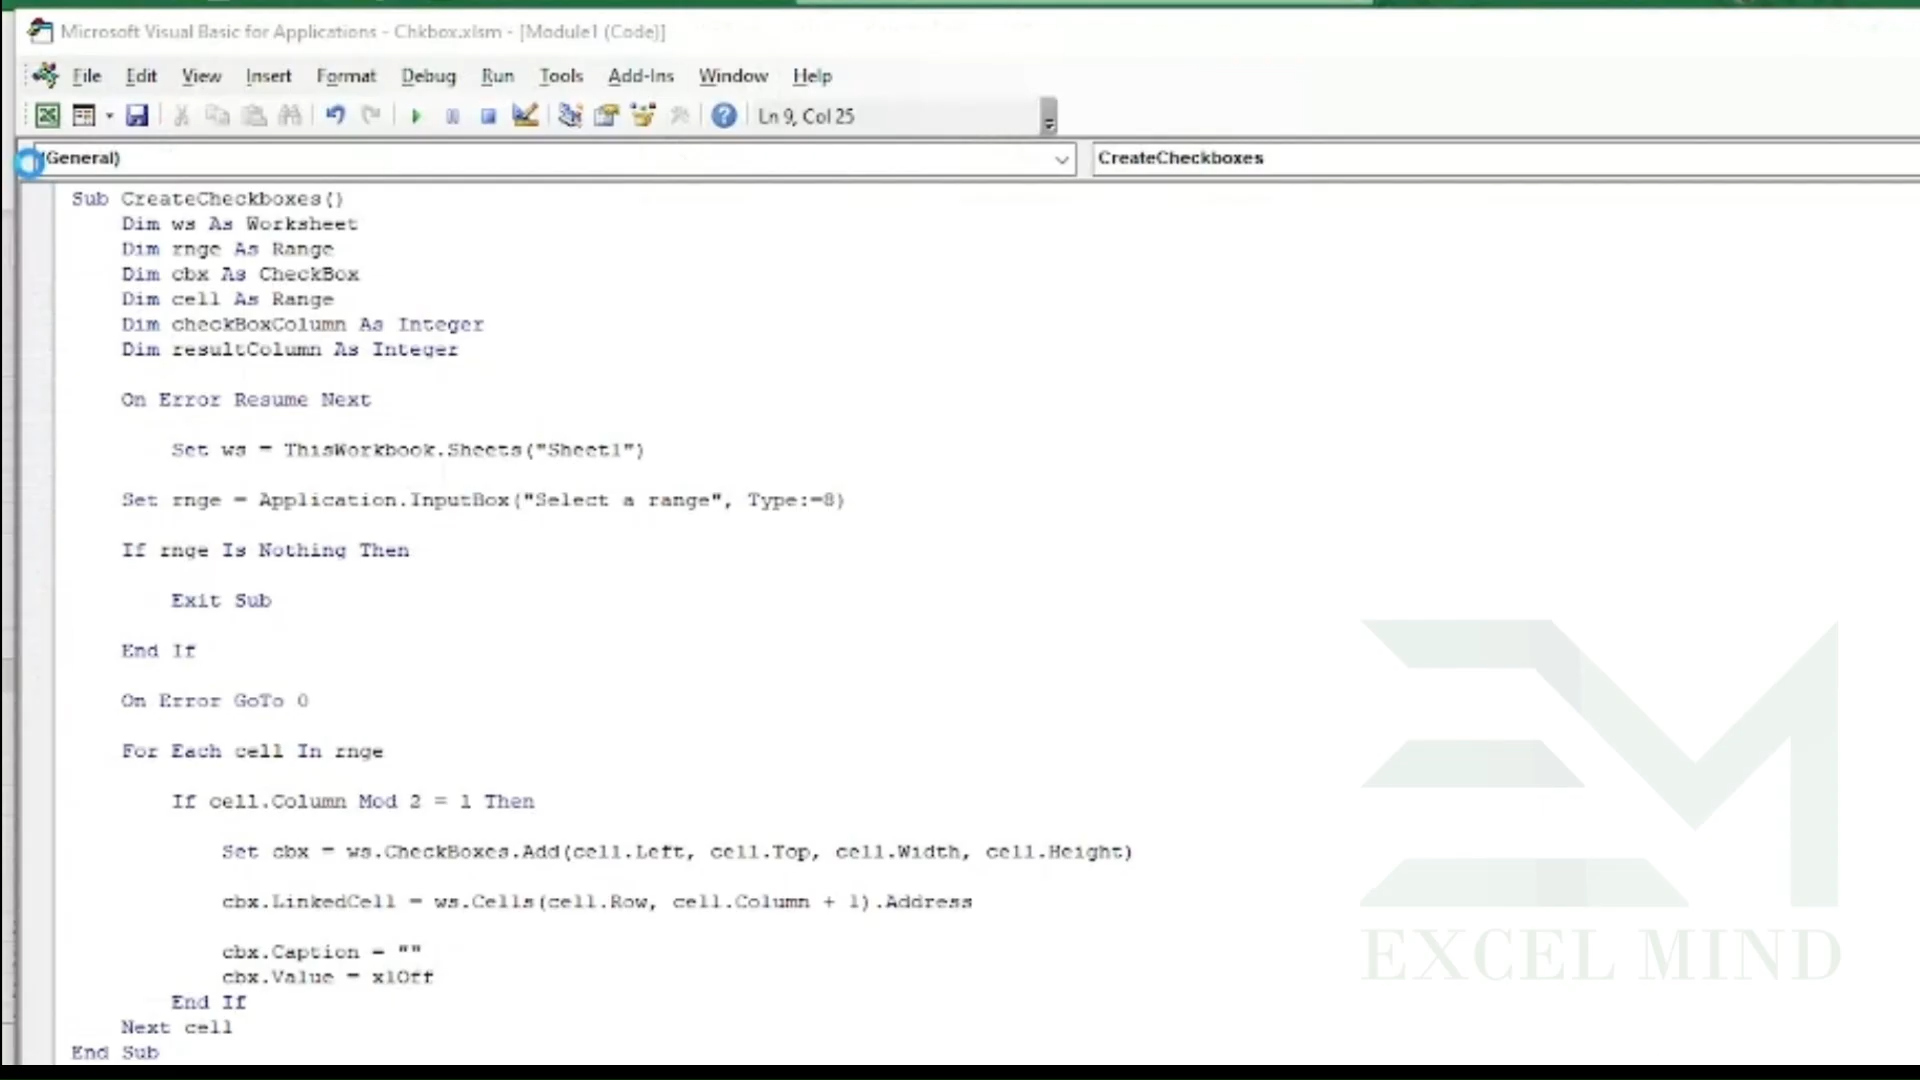 Microsoft Visual Basic for Applications - Chkbox.xlsm - [Module1 (Code)]
File Edit View Insert Format Debug Run Tools Add-Ins Window Help
Ln 9, Col 25
(General)
CreateCheckboxes
Sub CreateCheckboxes()
Dim ws As Worksheet
Dim rnge As Range
Dim cbx As CheckBox
Dim cell As Range
Dim checkBoxColumn As Integer
Dim resultColumn As Integer
On Error Resume Next
Set ws = ThisWorkbook.Sheets("Sheet1")
Set rnge = Application.InputBox("Select a range", Type:=8)
If rnge Is Nothing Then
Exit Sub
End If
On Error GoTo 0
For Each cell In rnge
If cell.Column Mod 2 = 1 Then
Set cbx = ws.CheckBoxes.Add(cell.Left, cell.Top, cell.Width, cell.Height)
cbx.LinkedCell = ws.Cells(cell.Row, cell.Column + 1).Address
cbx.Caption = ""
cbx.Value = xlOff
End If
Next cell
End Sub
EM
EXCEL MIND